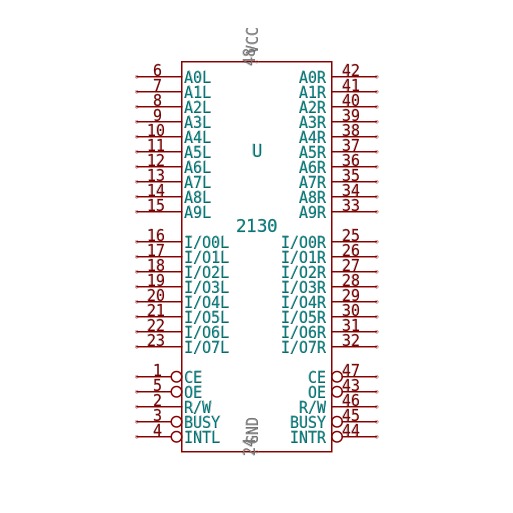 VCC
48
6 A0L A0R 42
7 A1L A1R 41
8 A2L A2R 40
9 A3L A3R 39
10 A4L A4R 38
11 A5L A5R 37
12 A6L A6R 36
13 A7L A7R 35
14 A8L A8R 34
15 A9L A9R 33
U
2130
16 I/O0L I/O0R 25
17 I/O1L I/O1R 26
18 I/O2L I/O2R 27
19 I/O3L I/O3R 28
20 I/O4L I/O4R 29
21 I/O5L I/O5R 30
22 I/O6L I/O6R 31
23 I/O7L I/O7R 32
1 CE CE 47
5 OE OE 43
2 R/W R/W 46
3 BUSY BUSY 45
4 INTL INTR 44
GND
24